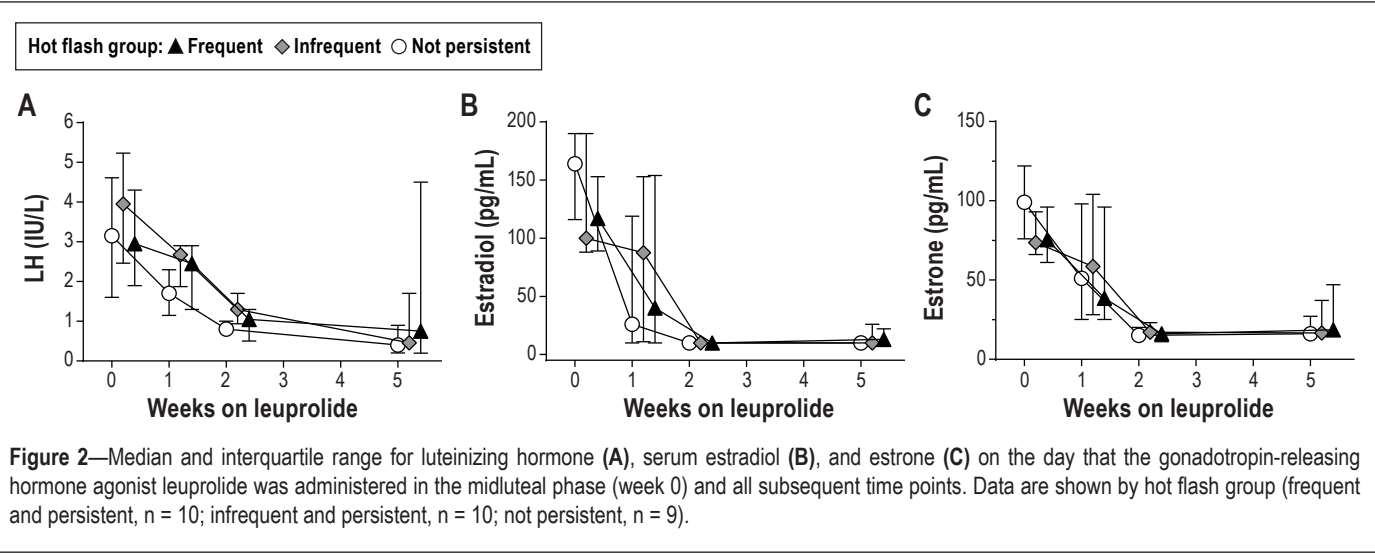 Hot flash group: ▲ Frequent ◆ Infrequent ○ Not persistent
A
B
C
6
5
4
3
2
1
0
LH (IU/L)
0 1 2 3 4 5
Weeks on leuprolide
200
150
100
50
0
Estradiol (pg/mL)
0 1 2 3 4 5
Weeks on leuprolide
150
100
50
0
Estrone (pg/mL)
0 1 2 3 4 5
Weeks on leuprolide
Figure 2—Median and interquartile range for luteinizing hormone (A), serum estradiol (B), and estrone (C) on the day that the gonadotropin-releasing
hormone agonist leuprolide was administered in the midluteal phase (week 0) and all subsequent time points. Data are shown by hot flash group (frequent
and persistent, n = 10; infrequent and persistent, n = 10; not persistent, n = 9).